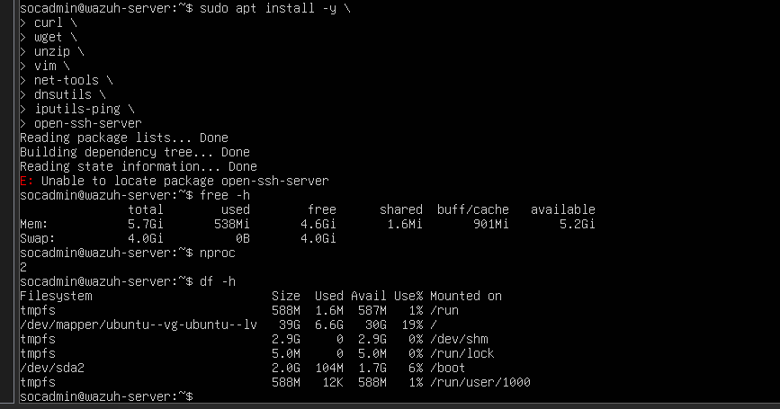 socadmin@wazuh-server:~$ sudo apt install -y \
> curl \
> wget \
> unzip \
> vim \
> net-tools \
> dnsutils \
> iputils-ping \
> open-ssh-server
Reading package lists... Done
Building dependency tree... Done
Reading state information... Done
E: Unable to locate package open-ssh-server
socadmin@wazuh-server:~$ free -h
               total        used        free      shared  buff/cache   available
Mem:           5.7Gi       538Mi       4.6Gi       1.6Mi       901Mi       5.2Gi
Swap:          4.0Gi          0B       4.0Gi
socadmin@wazuh-server:~$ nproc
2
socadmin@wazuh-server:~$ df -h
Filesystem                         Size  Used Avail Use% Mounted on
tmpfs                              588M  1.6M  587M   1% /run
/dev/mapper/ubuntu--vg-ubuntu--lv   39G  6.6G   30G  19% /
tmpfs                              2.9G     0  2.9G   0% /dev/shm
tmpfs                              5.0M     0  5.0M   0% /run/lock
/dev/sda2                          2.0G  104M  1.7G   6% /boot
tmpfs                              588M   12K  588M   1% /run/user/1000
socadmin@wazuh-server:~$